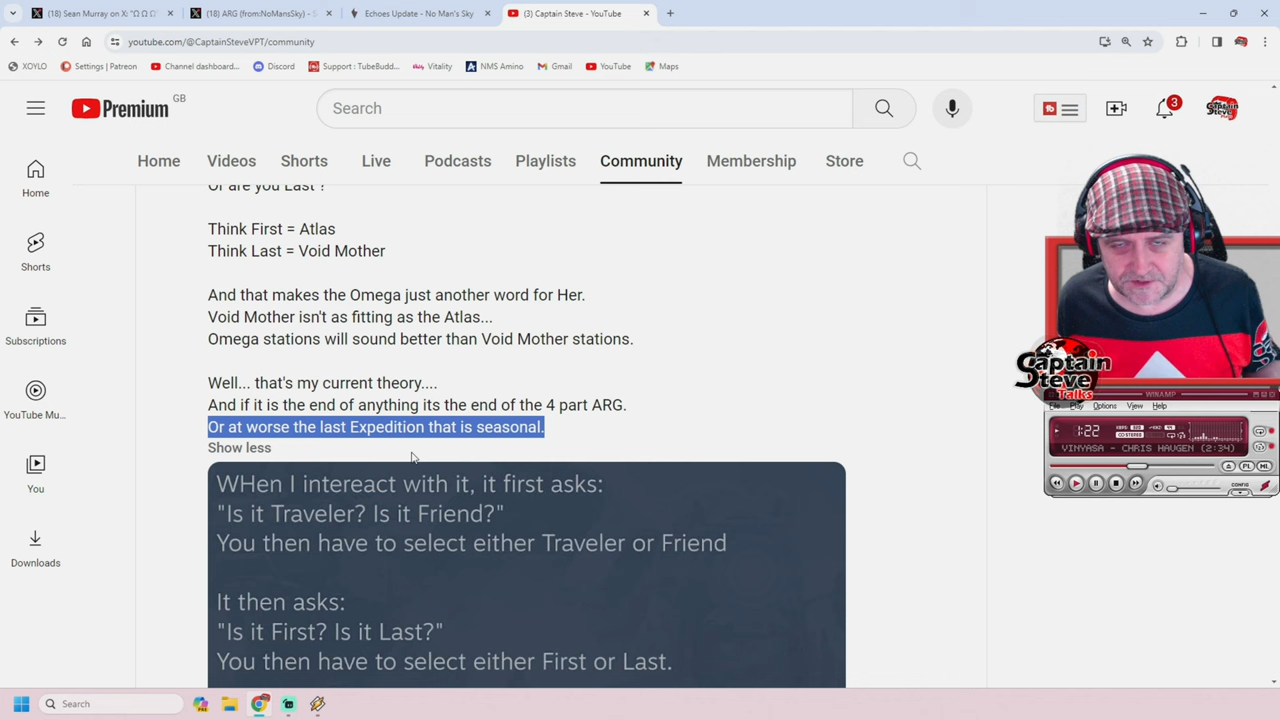 (18) Sean Murray on X: "Ω Ω Ω"
(18) ARG (from:NoMansSky) - S
Echoes Update - No Man's Sky
(3) Captain Steve - YouTube
youtube.com/@CaptainSteveVPT/community
XOYLO
Settings | Patreon
Channel dashboard...
Discord
Support : TubeBudd...
Vitality
NMS Amino
Gmail
YouTube
Maps
Premium GB
Search
3
Home
Videos
Shorts
Live
Podcasts
Playlists
Community
Membership
Store
Home
Shorts
Subscriptions
YouTube Mu...
You
Downloads
Or are you Last ?
Think First = Atlas
Think Last = Void Mother
And that makes the Omega just another word for Her.
Void Mother isn't as fitting as the Atlas...
Omega stations will sound better than Void Mother stations.
Well... that's my current theory....
And if it is the end of anything its the end of the 4 part ARG.
Or at worse the last Expedition that is seasonal.
Show less
WHen I intereact with it, it first asks:
"Is it Traveler? Is it Friend?"
You then have to select either Traveler or Friend
It then asks:
"Is it First? Is it Last?"
You then have to select either First or Last.
Captain
Steve
Talks
WINAMP
File Play Options View Help
1:22
VINYASA - CHRIS HAUGEN (2:34)
PL ML
Search